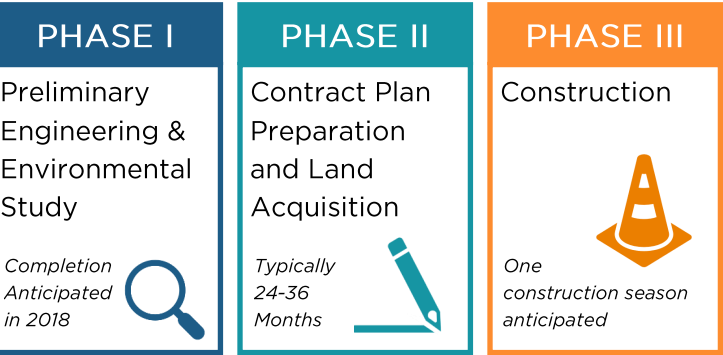 PHASE I
Preliminary
Engineering &
Environmental
Study
Completion
Anticipated
in 2018
PHASE II
Contract Plan
Preparation
and Land
Acquisition
Typically
24-36
Months
PHASE III
Construction
One
construction season
anticipated